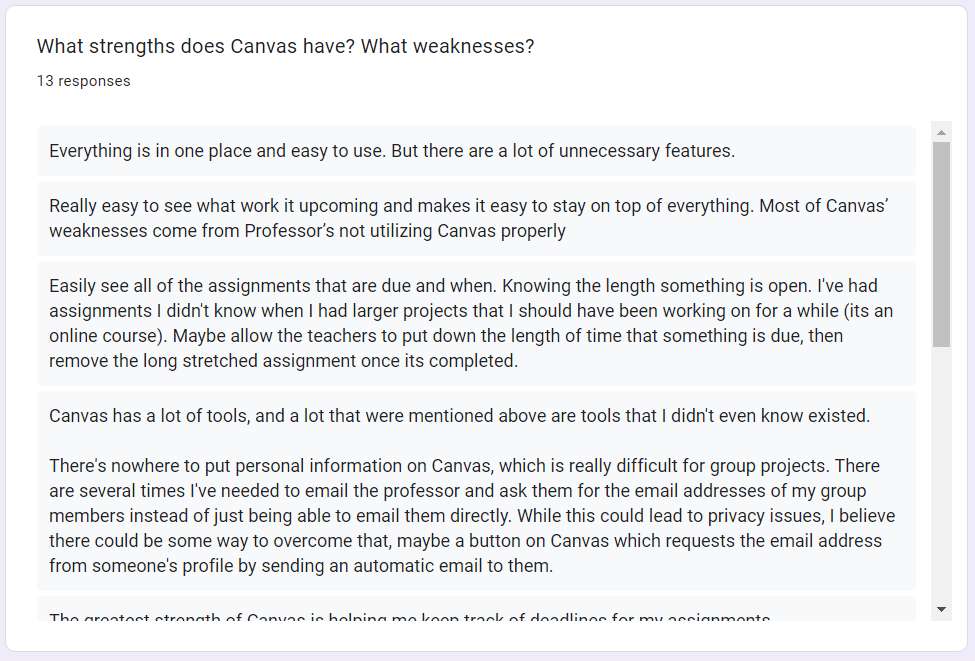 What strengths does Canvas have? What weaknesses?
13 responses
Everything is in one place and easy to use. But there are a lot of unnecessary features.
Really easy to see what work it upcoming and makes it easy to stay on top of everything. Most of Canvas’
weaknesses come from Professor’s not utilizing Canvas properly
Easily see all of the assignments that are due and when. Knowing the length something is open. I've had
assignments I didn't know when I had larger projects that I should have been working on for a while (its an
online course). Maybe allow the teachers to put down the length of time that something is due, then
remove the long stretched assignment once its completed.
Canvas has a lot of tools, and a lot that were mentioned above are tools that I didn't even know existed.
There's nowhere to put personal information on Canvas, which is really difficult for group projects. There
are several times I've needed to email the professor and ask them for the email addresses of my group
members instead of just being able to email them directly. While this could lead to privacy issues, I believe
there could be some way to overcome that, maybe a button on Canvas which requests the email address
from someone's profile by sending an automatic email to them.
The greatest strength of Canvas is helping me keep track of deadlines for my assignments